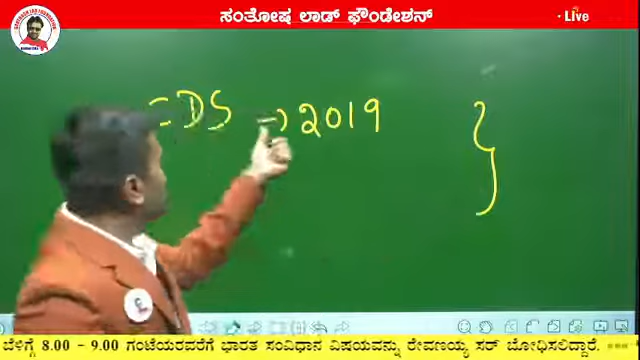 ಸಂತೋಷ ಲಾಡ್ ಫೌಂಡೇಶನ್
• Live
= DS => 2019 }
ಬೆಳಿಗ್ಗೆ 8.00 - 9.00 ಗಂಟೆಯವರೆಗೆ ಭಾರತ ಸಂವಿಧಾನ ವಿಷಯವನ್ನು ರೇವಣಯ್ಯ ಸರ್ ಬೋಧಿಸಲಿದ್ದಾರೆ.